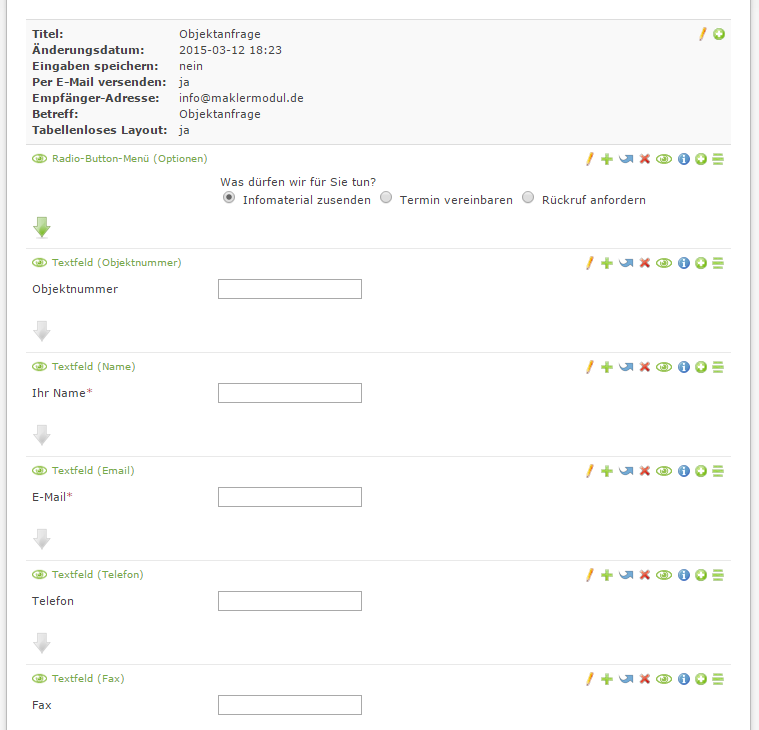 Titel: Objektanfrage
Änderungsdatum: 2015-03-12 18:23
Eingaben speichern: nein
Per E-Mail versenden: ja
Empfänger-Adresse: info@maklermodul.de
Betreff: Objektanfrage
Tabellenloses Layout: ja
Radio-Button-Menü (Optionen)
Was dürfen wir für Sie tun?
Infomaterial zusenden Termin vereinbaren Rückruf anfordern
Textfeld (Objektnummer)
Objektnummer
Textfeld (Name)
Ihr Name*
Textfeld (Email)
E-Mail*
Textfeld (Telefon)
Telefon
Textfeld (Fax)
Fax